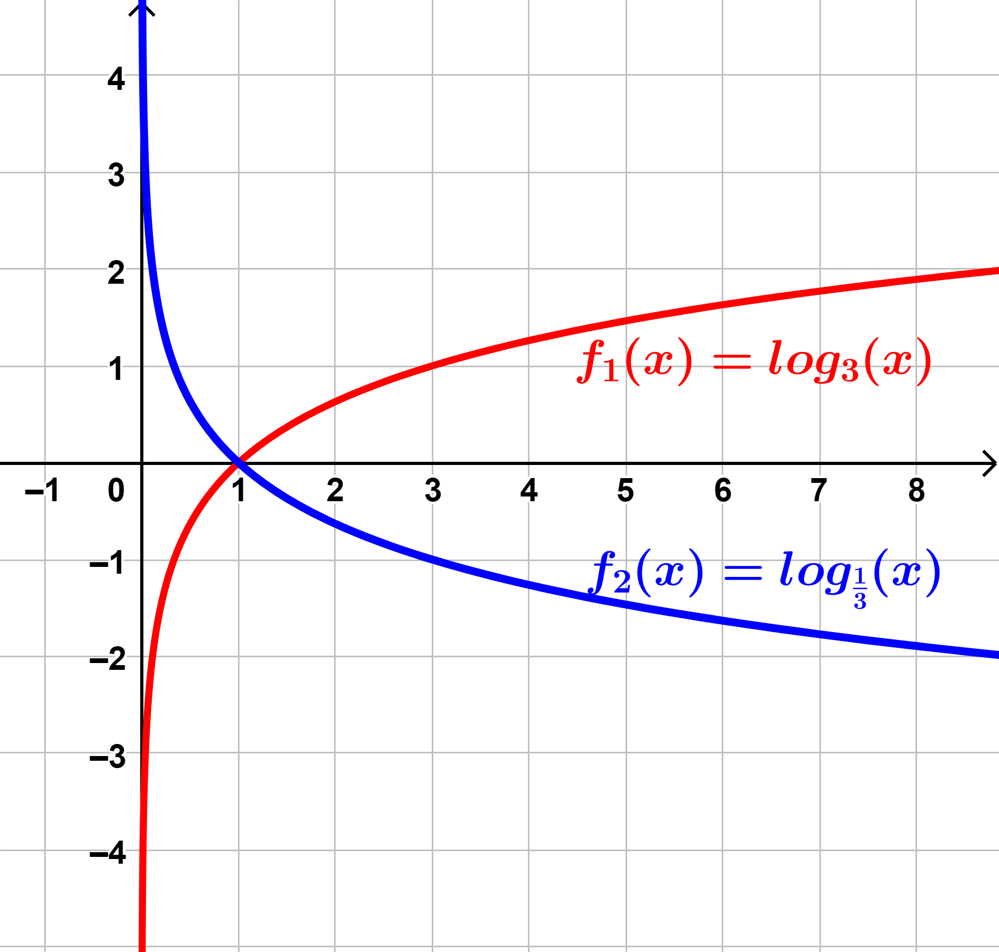 4
3
2
1
f₁(x) = log₃(x)
–1 0 1 2 3 4 5 6 7 8
–1
f₂(x) = log_{1/3}(x)
–2
–3
–4